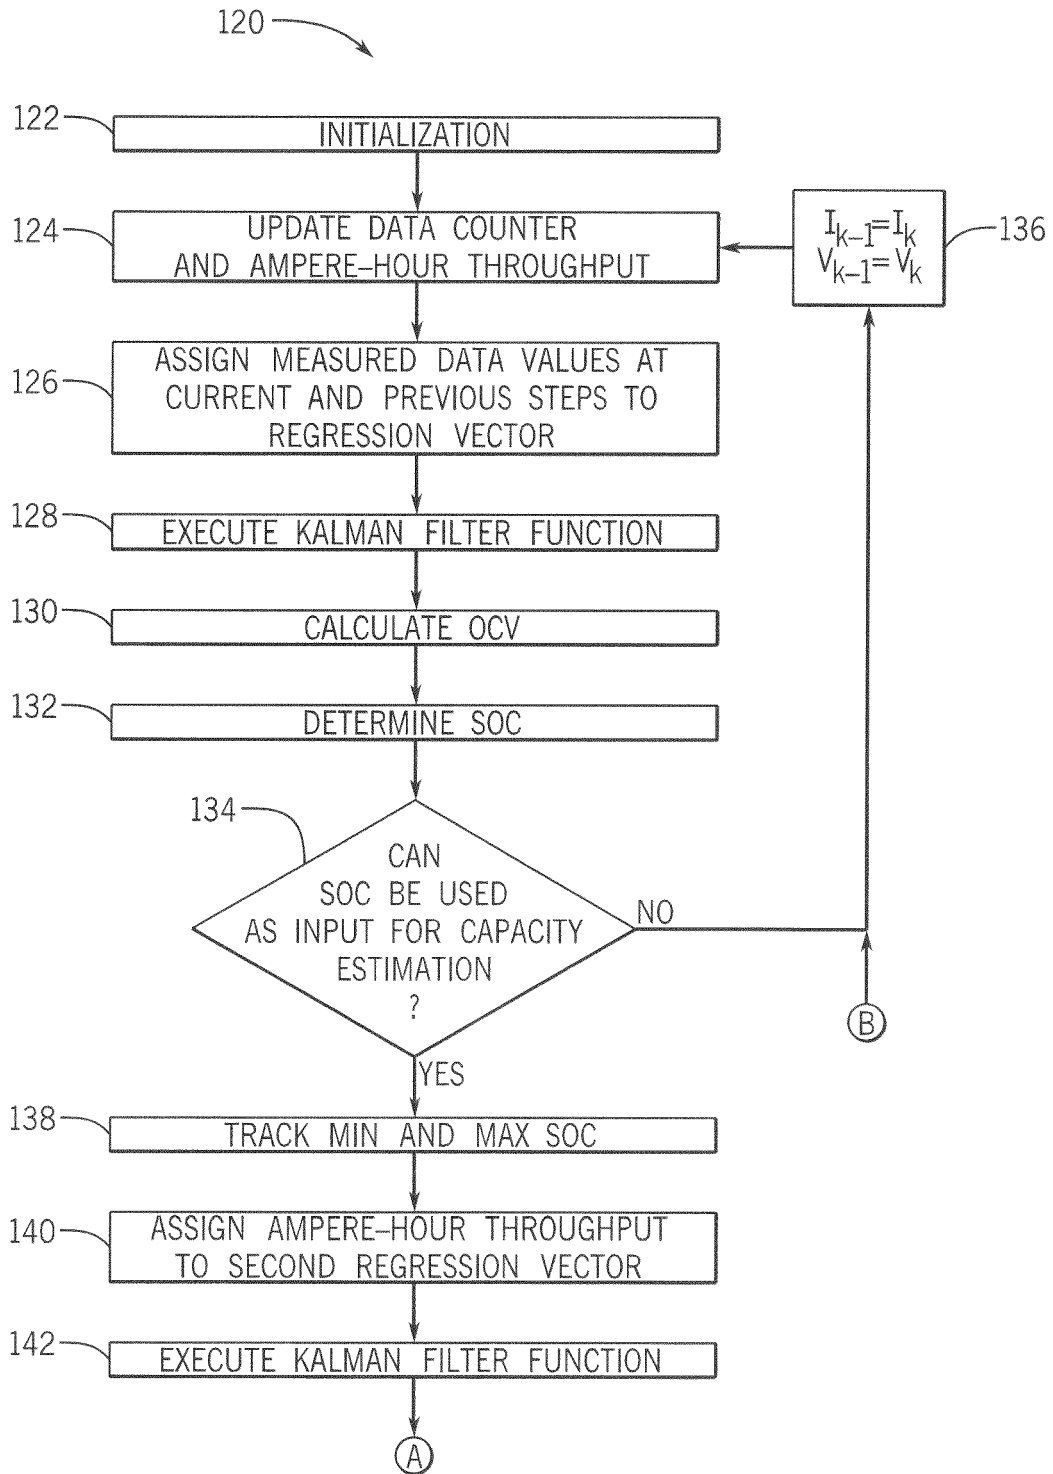 120
122
INITIALIZATION
124
UPDATE DATA COUNTER
AND AMPERE–HOUR THROUGHPUT
I_{k–1}=I_k
V_{k–1}=V_k
136
126
ASSIGN MEASURED DATA VALUES AT
CURRENT AND PREVIOUS STEPS TO
REGRESSION VECTOR
128
EXECUTE KALMAN FILTER FUNCTION
130
CALCULATE OCV
132
DETERMINE SOC
134
CAN
SOC BE USED
AS INPUT FOR CAPACITY
ESTIMATION
?
NO
B
YES
138
TRACK MIN AND MAX SOC
140
ASSIGN AMPERE–HOUR THROUGHPUT
TO SECOND REGRESSION VECTOR
142
EXECUTE KALMAN FILTER FUNCTION
A